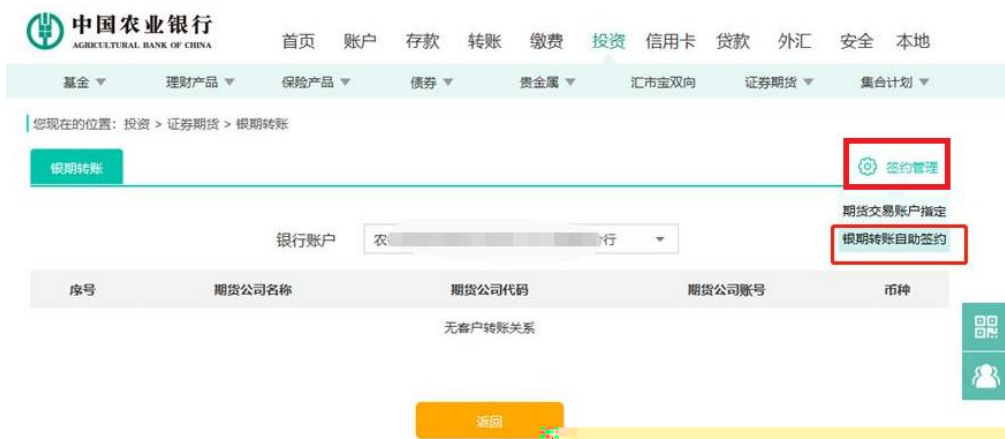 中国农业银行
AGRICULTURAL BANK OF CHINA
首页 账户 存款 转账 缴费 投资 信用卡 贷款 外汇 安全 本地
基金 理财产品 保险产品 债券 贵金属 汇市宝双向 证券期货 集合计划
您现在的位置：投资 > 证券期货 > 银期转账
银期转账 签约管理
期货交易账户指定
银期转账自助签约
银行账户 农 行
序号 期货公司名称 期货公司代码 期货公司账号 币种
无客户转账关系
返回